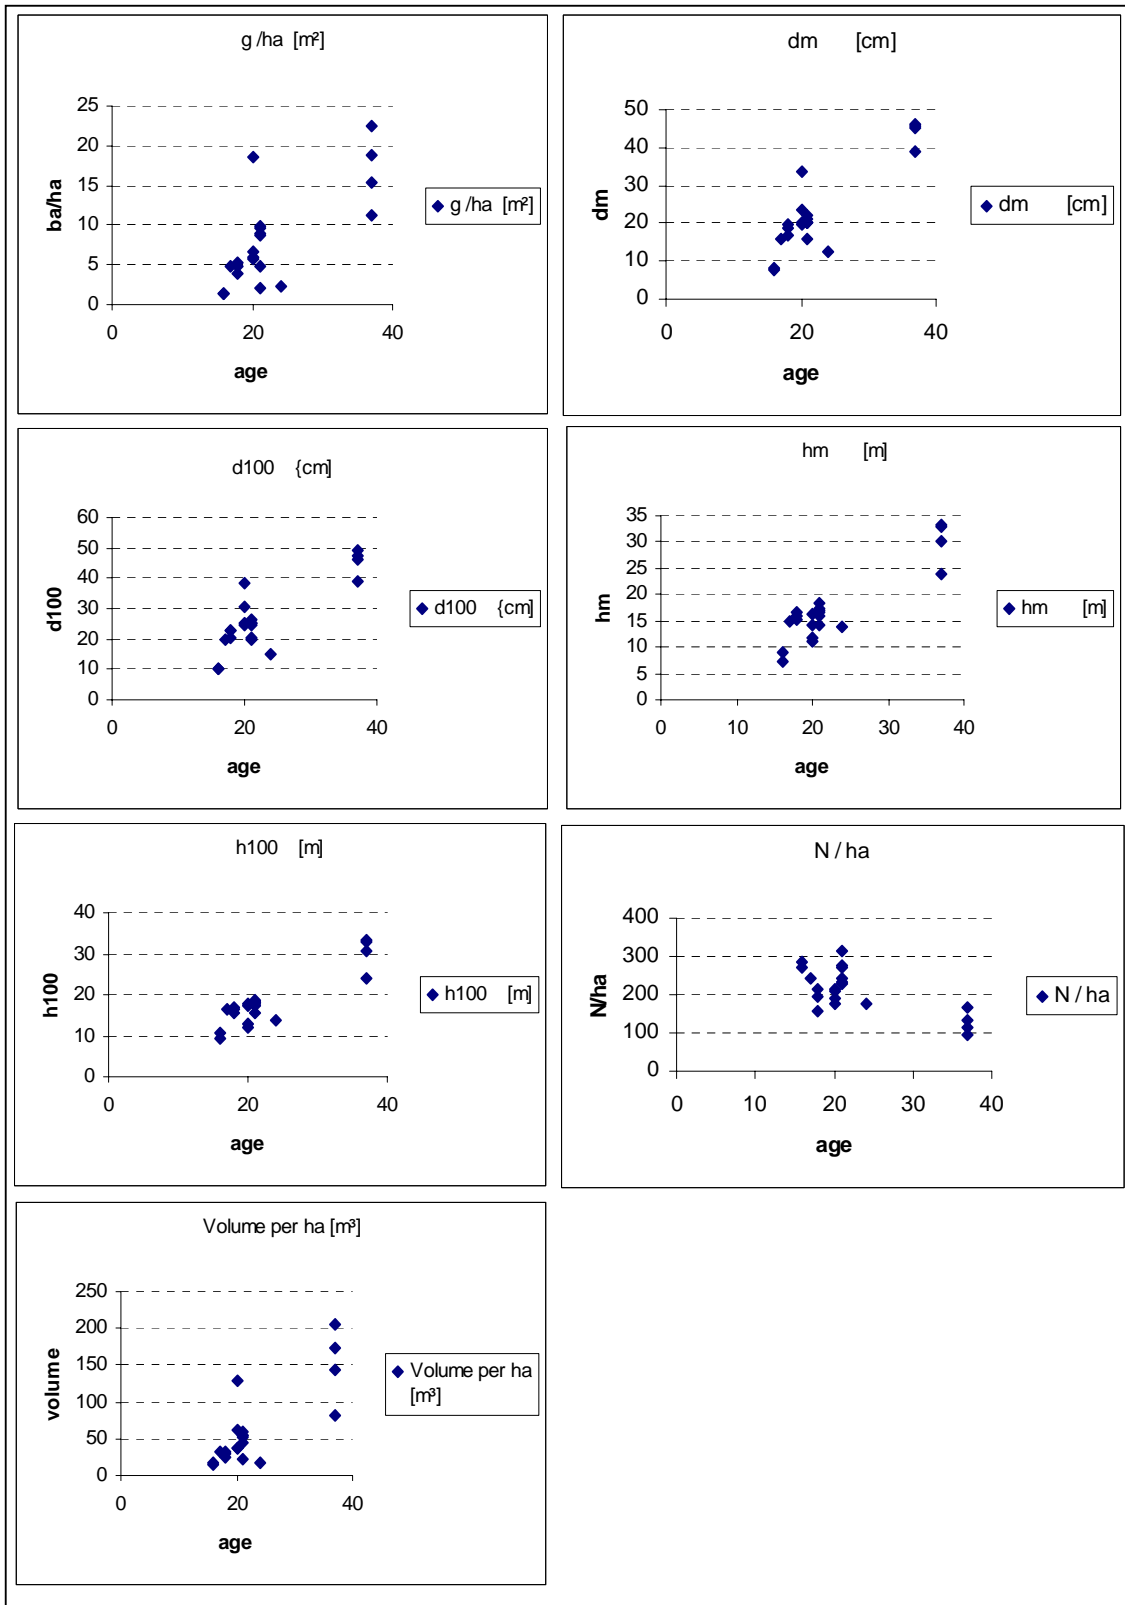 g /ha [m²]
25
20
15
10
5
0
ba/ha
0 20 40
age
g /ha [m²]
dm [cm]
50
40
30
20
10
0
dm
0 20 40
age
dm [cm]
d100 {cm]
60
50
40
30
20
10
0
d100
0 20 40
age
d100 {cm]
hm [m]
35
30
25
20
15
10
5
0
hm
0 10 20 30 40
age
hm [m]
h100 [m]
40
30
20
10
0
h100
0 20 40
age
h100 [m]
N / ha
400
300
200
100
0
N/ha
0 10 20 30 40
age
N / ha
Volume per ha [m³]
250
200
150
100
50
0
volume
0 20 40
age
Volume per ha
[m³]